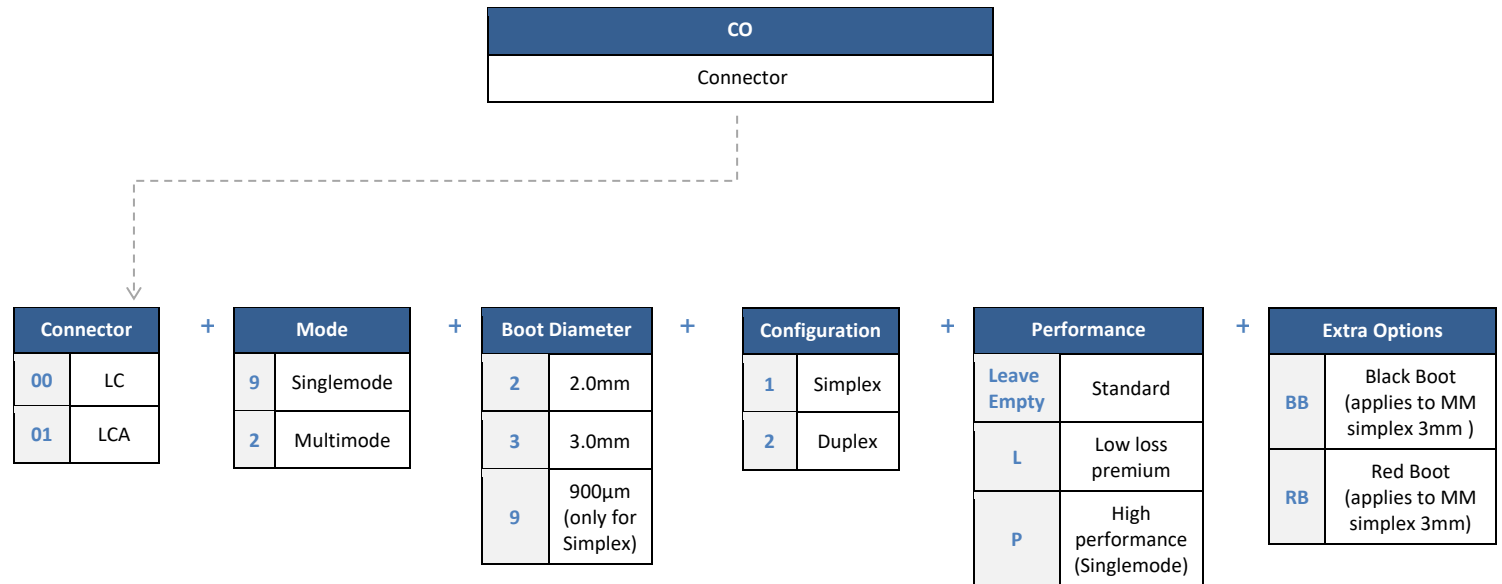 CO
Connector
Connector
00 LC
01 LCA
+
Mode
9 Singlemode
2 Multimode
+
Boot Diameter
2 2.0mm
3 3.0mm
9
900µm
(only for
Simplex)
+
Configuration
1 Simplex
2 Duplex
+
Performance
Leave
Empty
Standard
L
Low loss
premium
P
High
performance
(Singlemode)
+
Extra Options
BB
Black Boot
(applies to MM
simplex 3mm )
RB
Red Boot
(applies to MM
simplex 3mm)